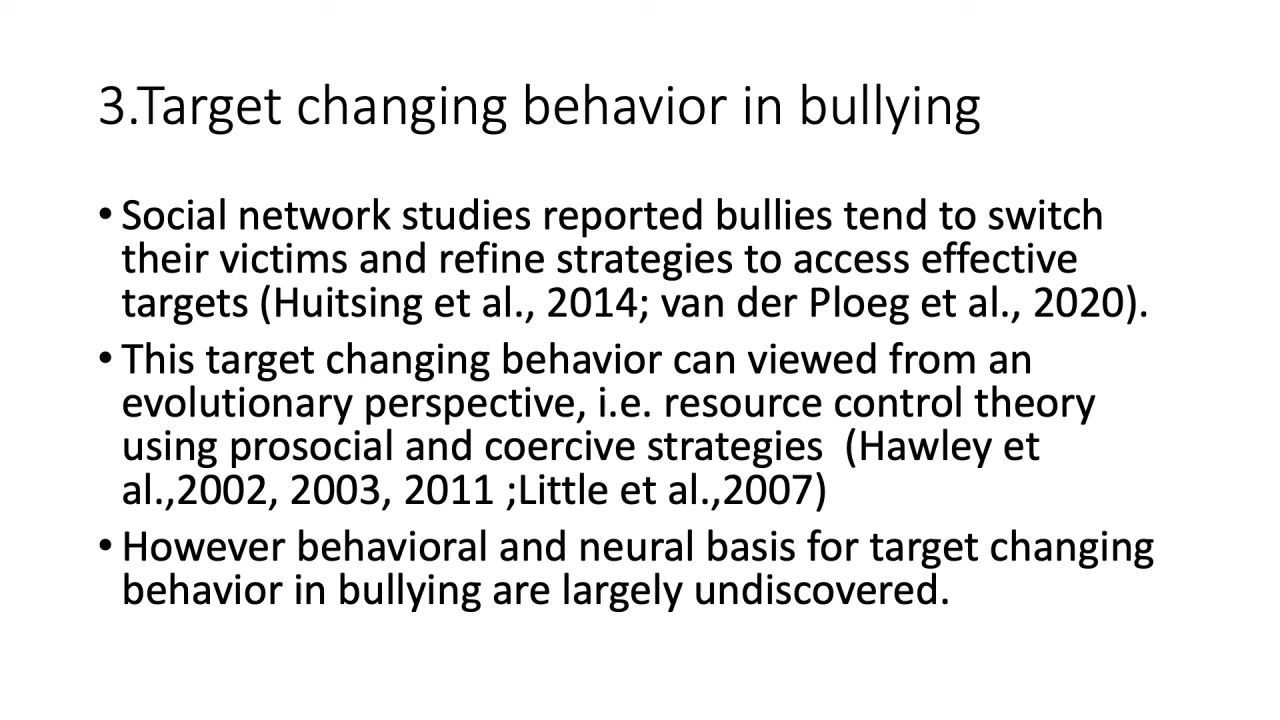 3.Target changing behavior in bullying
• Social network studies reported bullies tend to switch
their victims and refine strategies to access effective
targets (Huitsing et al., 2014; van der Ploeg et al., 2020).
• This target changing behavior can viewed from an
evolutionary perspective, i.e. resource control theory
using prosocial and coercive strategies  (Hawley et
al.,2002, 2003, 2011 ;Little et al.,2007)
• However behavioral and neural basis for target changing
behavior in bullying are largely undiscovered.